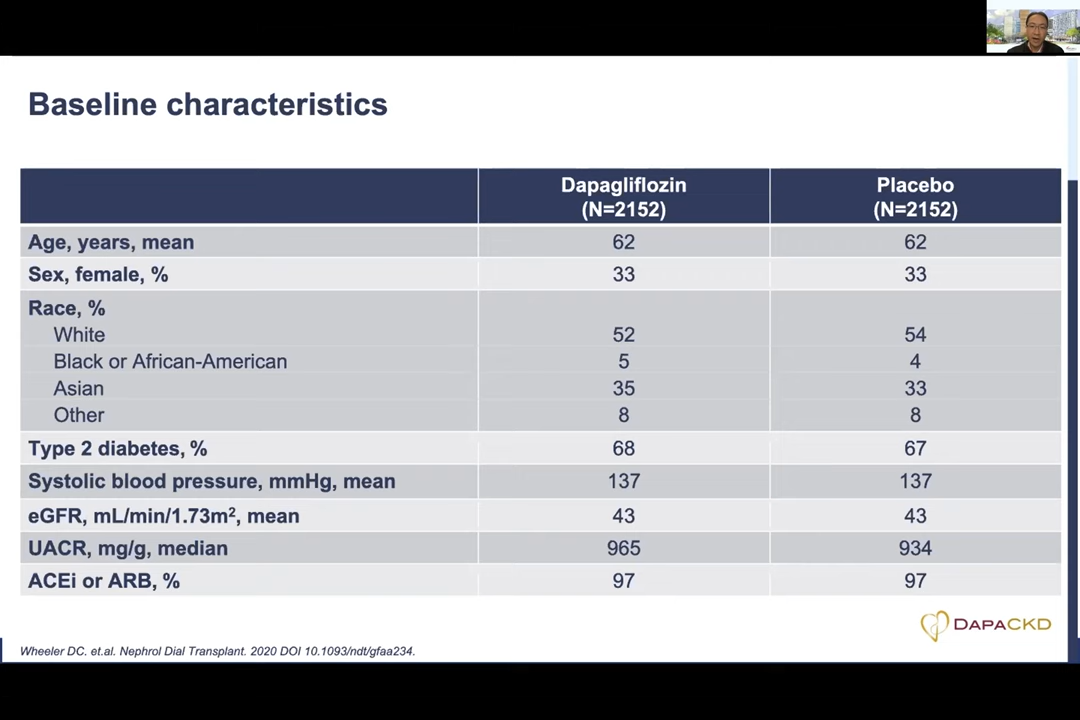 Baseline characteristics
Dapagliflozin Placebo
(N=2152) (N=2152)
Age, years, mean 62 62
Sex, female, % 33 33
Race, %
White 52 54
Black or African-American 5 4
Asian 35 33
Other 8 8
Type 2 diabetes, % 68 67
Systolic blood pressure, mmHg, mean 137 137
eGFR, mL/min/1.73m², mean 43 43
UACR, mg/g, median 965 934
ACEi or ARB, % 97 97
DAPACKD
Wheeler DC. et.al. Nephrol Dial Transplant. 2020 DOI 10.1093/ndt/gfaa234.